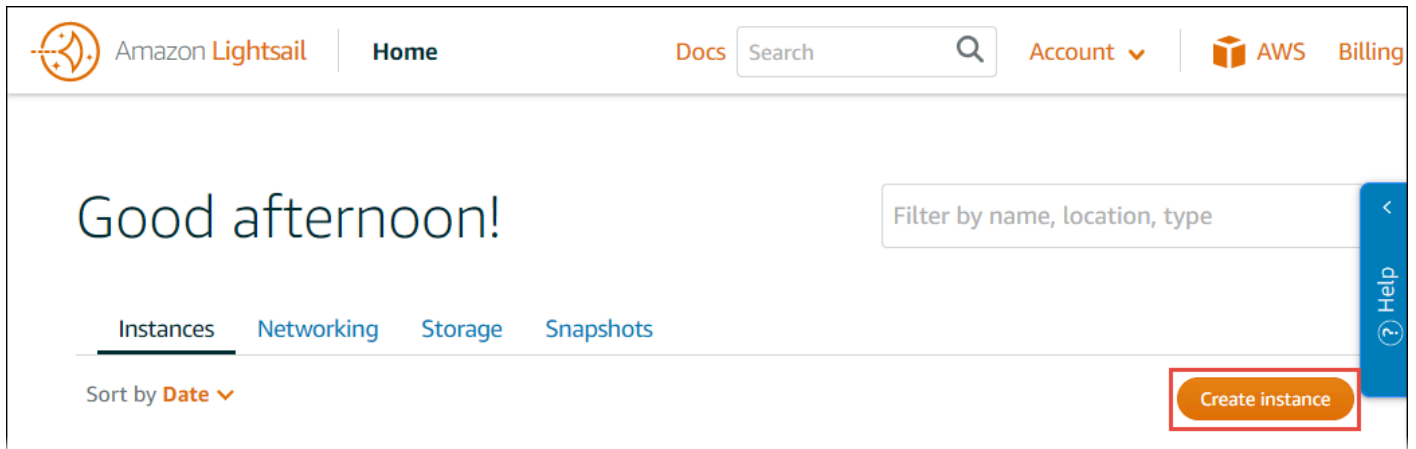 Amazon Lightsail Home Docs Search Account AWS Billing
Good afternoon!
Filter by name, location, type
Help
Instances Networking Storage Snapshots
Sort by Date
Create instance